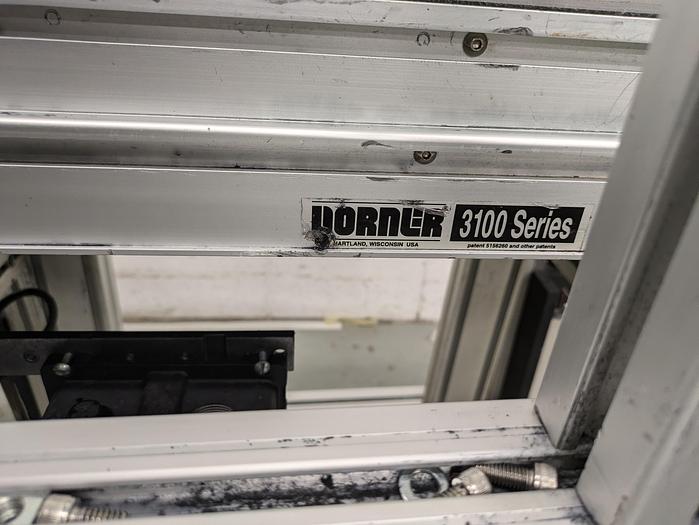 DORNER 3100 Series
HARTLAND, WISCONSIN USA patent 5156260 and other patents